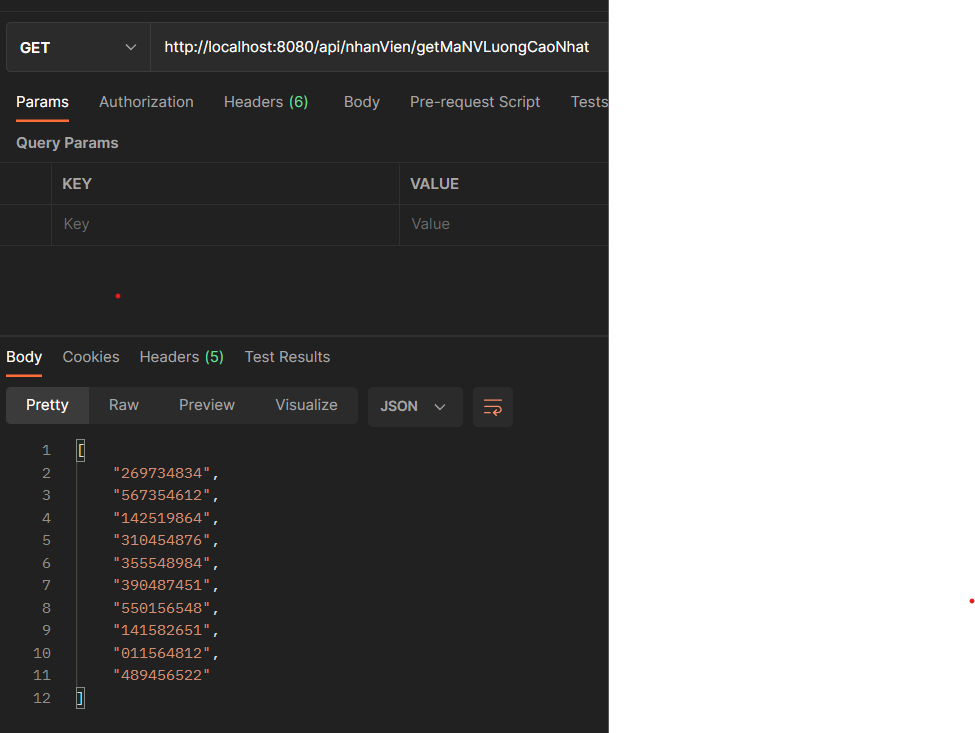 GET http://localhost:8080/api/nhanVien/getMaNVLuongCaoNhat
Params Authorization Headers (6) Body Pre-request Script Tests
Query Params
KEY VALUE
Key Value
Body Cookies Headers (5) Test Results
Pretty Raw Preview Visualize JSON
1 [
2 "269734834",
3 "567354612",
4 "142519864",
5 "310454876",
6 "355548984",
7 "390487451",
8 "550156548",
9 "141582651",
10 "011564812",
11 "489456522"
12 ]